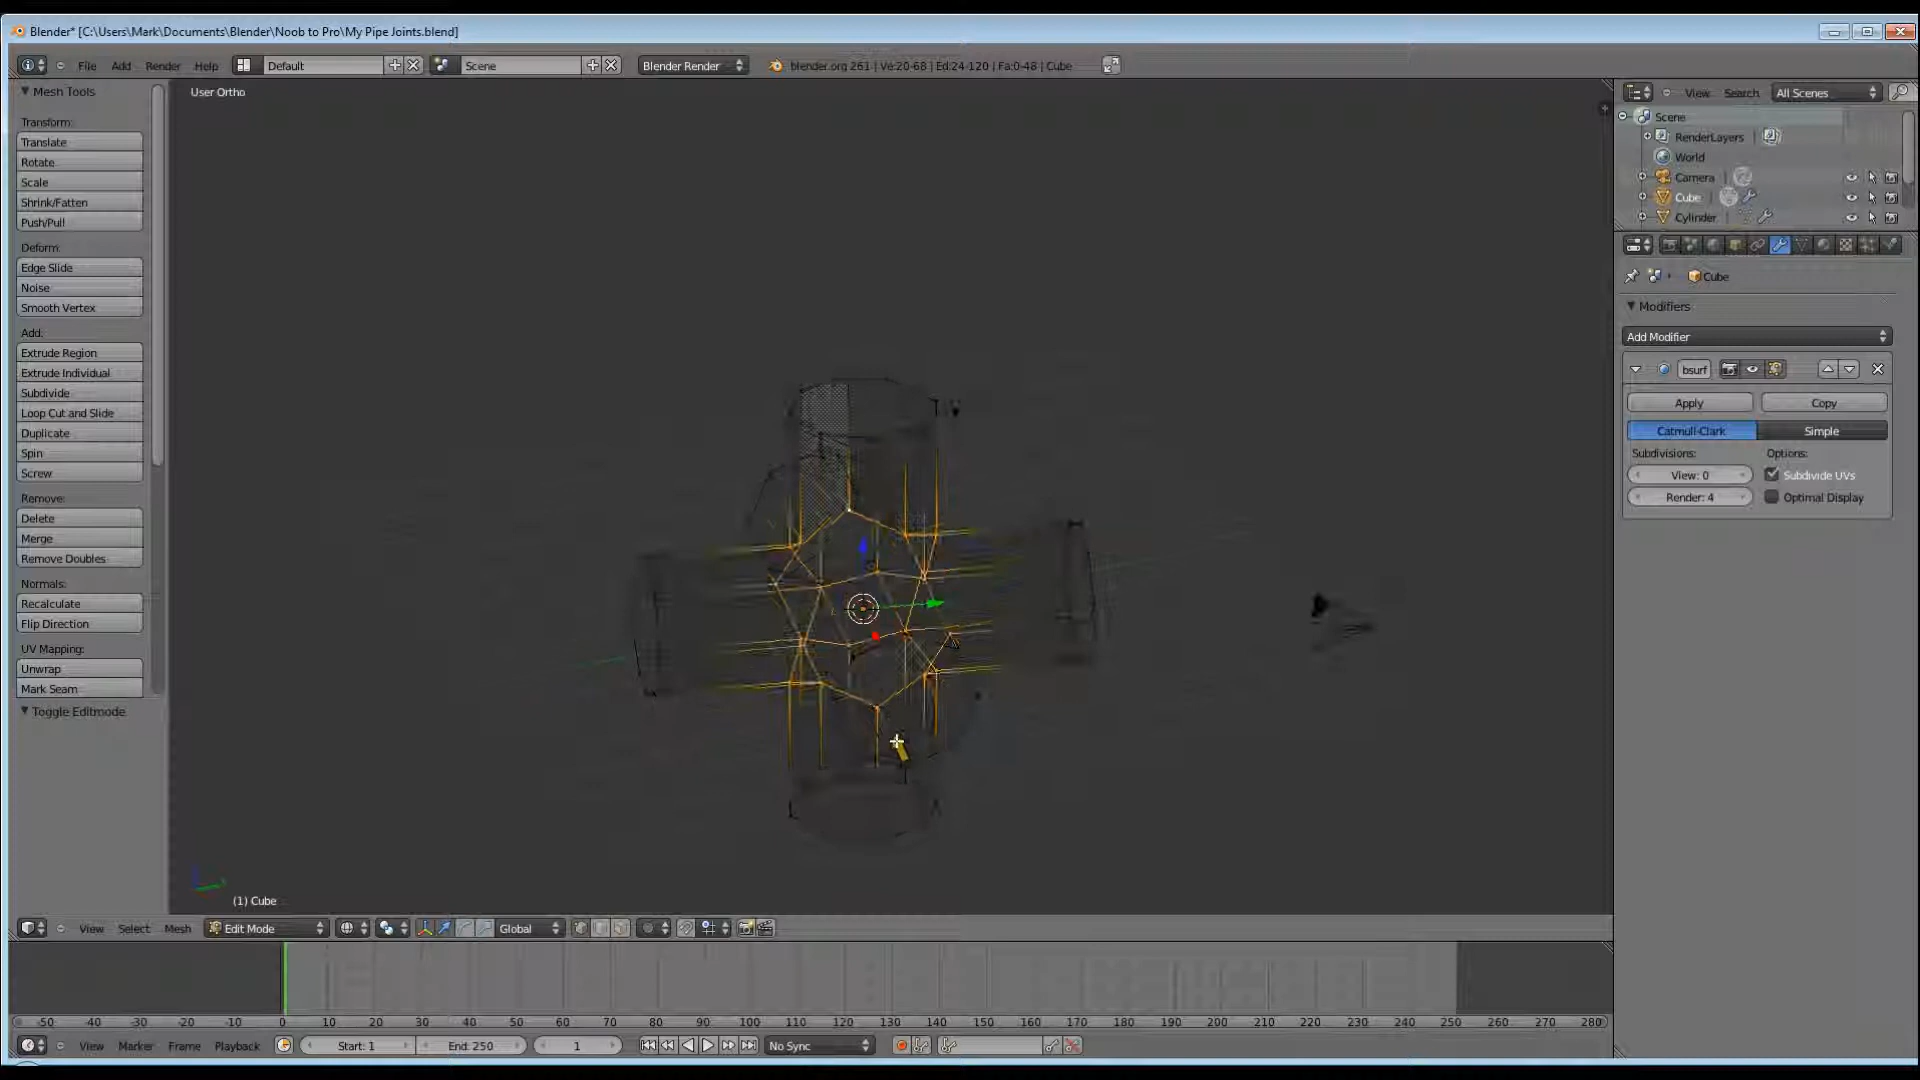 Blender* [C:\Users\Mark\Documents\Blender\Noob to Pro\My Pipe Joints.blend]
File Add Render Help Default Scene Blender Render blender.org 261 | Ve:20-68 | Ed:24-120 | Fa:0-48 | Cube
Mesh Tools
Transform:
Translate
Rotate
Scale
Shrink/Fatten
Push/Pull
Deform:
Edge Slide
Noise
Smooth Vertex
Add:
Extrude Region
Extrude Individual
Subdivide
Loop Cut and Slide
Duplicate
Spin
Screw
Remove:
Delete
Merge
Remove Doubles
Normals:
Recalculate
Flip Direction
UV Mapping:
Unwrap
Mark Seam
Toggle Editmode
User Ortho
(1) Cube
View Search All Scenes
Scene
RenderLayers
World
Camera
Cube
Cylinder
Cube
Modifiers
Add Modifier
bsurf
Apply Copy
Catmull-Clark Simple
Subdivisions: Options:
View: 0 Subdivide UVs
Render: 4 Optimal Display
View Select Mesh Edit Mode Global
-50 -40 -30 -20 -10 0 10 20 30 40 50 60 70 80 90 100 110 120 130 140 150 160 170 180 190 200 210 220 230 240 250 260 270 280
View Marker Frame Playback Start: 1 End: 250 1 No Sync